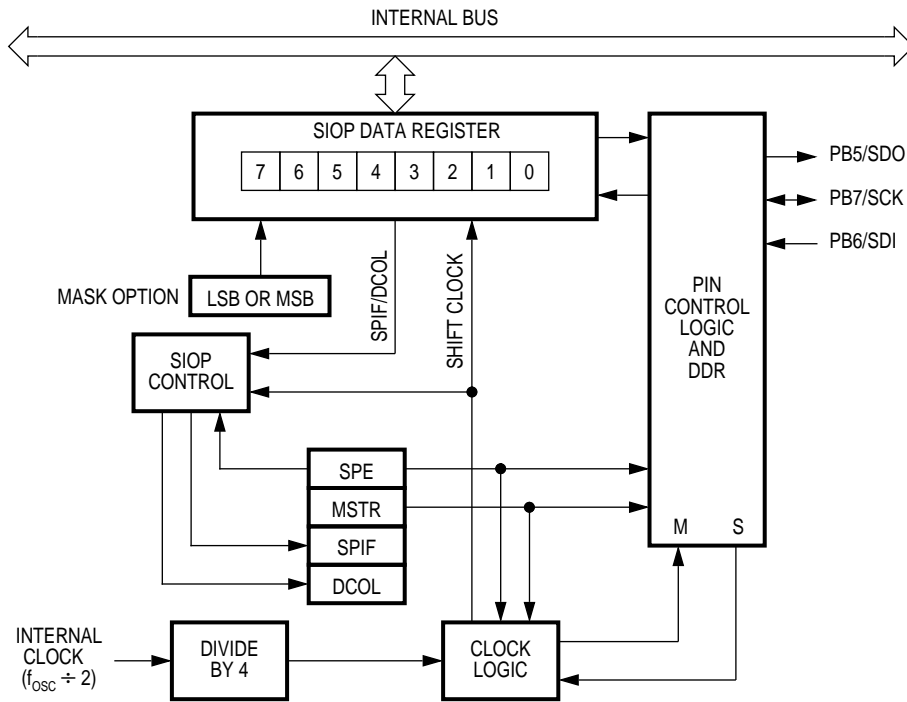 INTERNAL BUS
SIOP DATA REGISTER
7 6 5 4 3 2 1 0
PB5/SDO
PB7/SCK
PB6/SDI
MASK OPTION
LSB OR MSB
SPIF/DCOL
SHIFT CLOCK
PIN
CONTROL
LOGIC
AND
DDR
SIOP
CONTROL
SPE
MSTR
SPIF
DCOL
M S
INTERNAL
CLOCK
(fOSC ÷ 2)
DIVIDE
BY 4
CLOCK
LOGIC